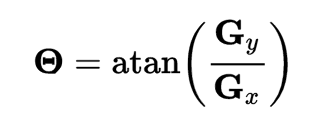 𝚯 = atan(𝐆_y / 𝐆_x)